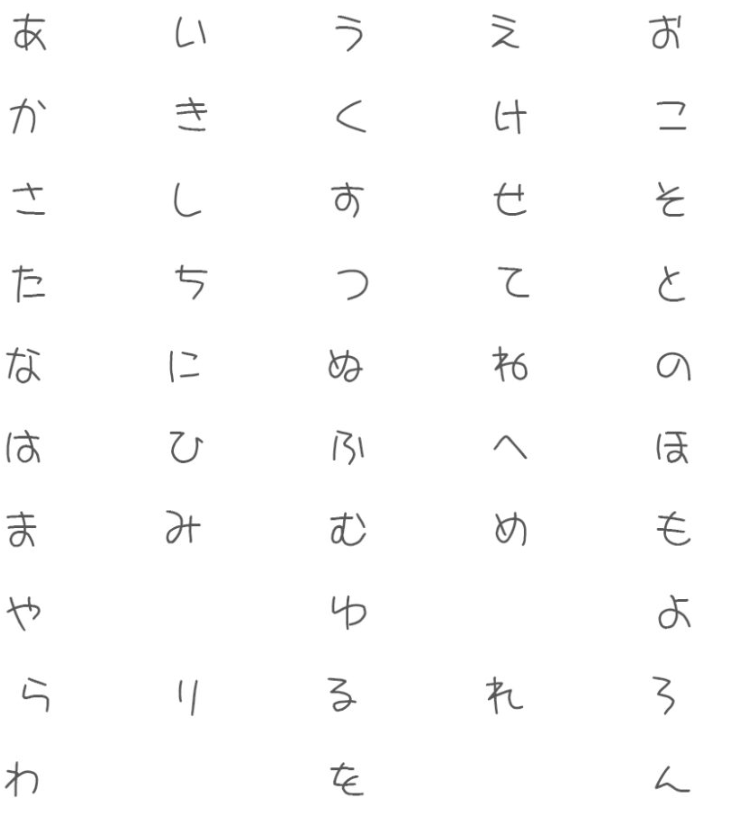 あ い う え お
か き く け こ
さ し す せ そ
た ち つ て と
な に ぬ ね の
は ひ ふ へ ほ
ま み む め も
や ゆ よ
ら り る れ ろ
わ を ん